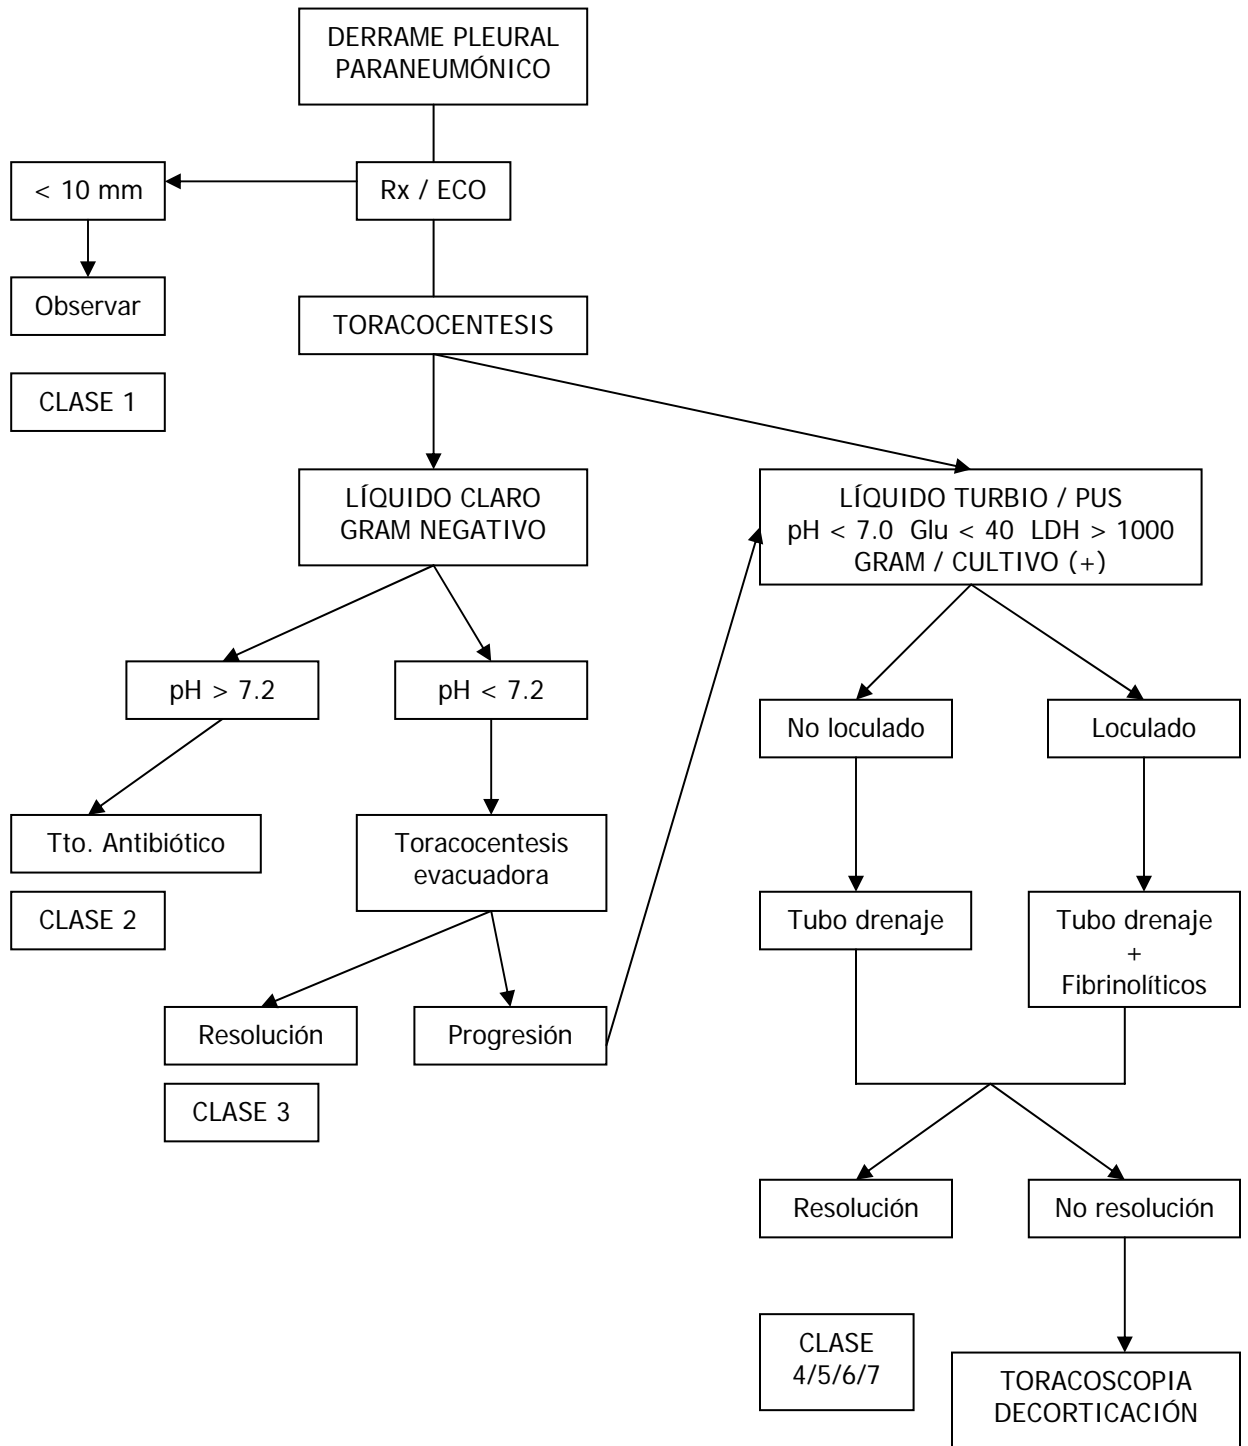 DERRAME PLEURAL
PARANEUMÓNICO
< 10 mm
Rx / ECO
Observar
TORACOCENTESIS
CLASE 1
LÍQUIDO CLARO
GRAM NEGATIVO
LÍQUIDO TURBIO / PUS
pH < 7.0 Glu < 40 LDH > 1000
GRAM / CULTIVO (+)
pH > 7.2
pH < 7.2
No loculado
Loculado
Tto. Antibiótico
Toracocentesis
evacuadora
CLASE 2
Tubo drenaje
Tubo drenaje
+
Fibrinolíticos
Resolución
Progresión
CLASE 3
Resolución
No resolución
CLASE
4/5/6/7
TORACOSCOPIA
DECORTICACIÓN